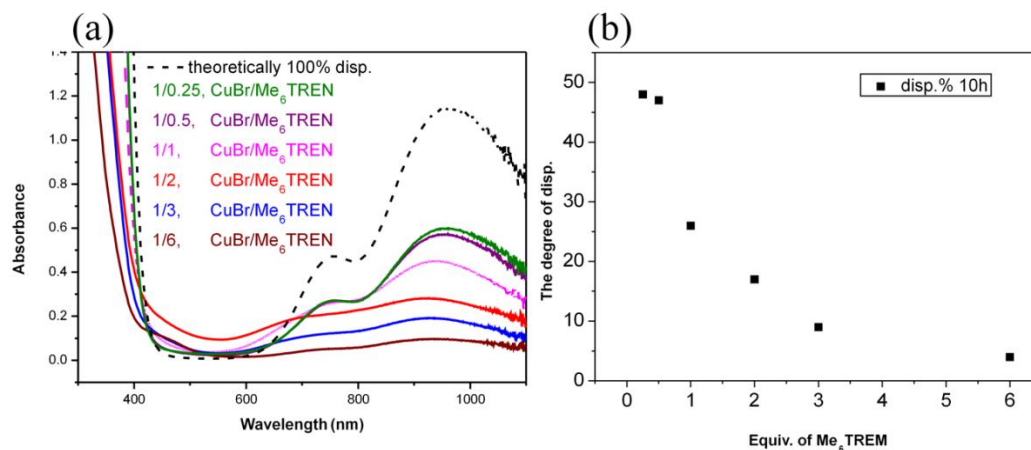 (a)
1.4
1.2
1.0
0.8
0.6
0.4
0.2
0.0
Absorbance
theoretically 100% disp.
1/0.25, CuBr/Me6TREN
1/0.5, CuBr/Me6TREN
1/1, CuBr/Me6TREN
1/2, CuBr/Me6TREN
1/3, CuBr/Me6TREN
1/6, CuBr/Me6TREN
400 600 800 1000
Wavelength (nm)
(b)
50
40
30
20
10
0
The degree of disp.
disp.% 10h
0 1 2 3 4 5 6
Equiv. of Me6TREM